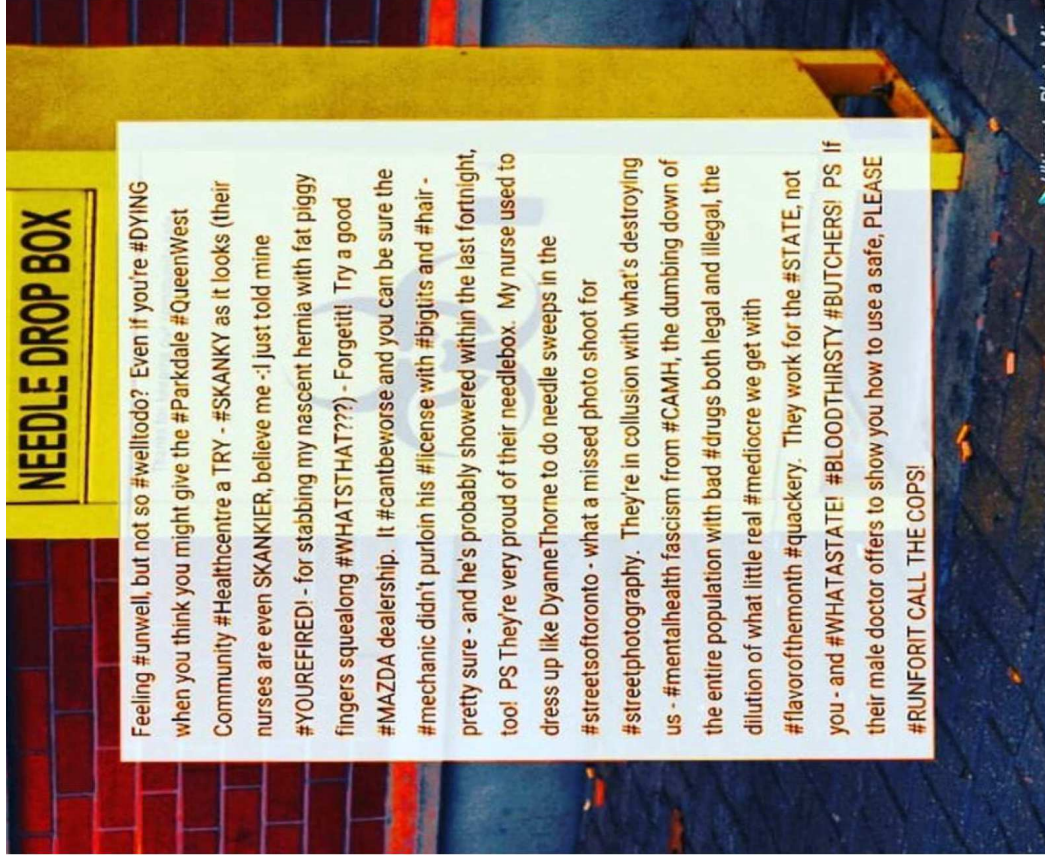 NEEDLE DROP BOX
Feeling #unwell, but not so #welltodo?  Even if you're #DYING
when you think you might give the #Parkdale #QueenWest
Community #Healthcentre a TRY - #SKANKY as it looks (their
nurses are even SKANKIER, believe me :-I just told mine
#YOUREFIRED! - for stabbing my nascent hernia with fat piggy
fingers squealong #WHATSTHAT???) - Forgetit!  Try a good
#MAZDA dealership.  It #cantbeworse and you can be sure the
#mechanic didn't purloin his #license with #bigtits and #hair -
pretty sure - and he's probably showered within the last fortnight,
too!  PS They're very proud of their needlebox.  My nurse used to
dress up like DyanneThorne to do needle sweeps in the
#streetsoftoronto - what a missed photo shoot for
#streetphotography.  They're in collusion with what's destroying
us - #mentalhealth fascism from #CAMH, the dumbing down of
the entire population with bad #drugs both legal and illegal, the
dilution of what little real #mediocre we get with
#flavorofthemonth #quackery.  They work for the #STATE, not
you - and #WHATASTATE!  #BLOODTHIRSTY #BUTCHERS!  PS  If
their male doctor offers to show you how to use a safe, PLEASE
#RUNFORIT CALL THE COPS!